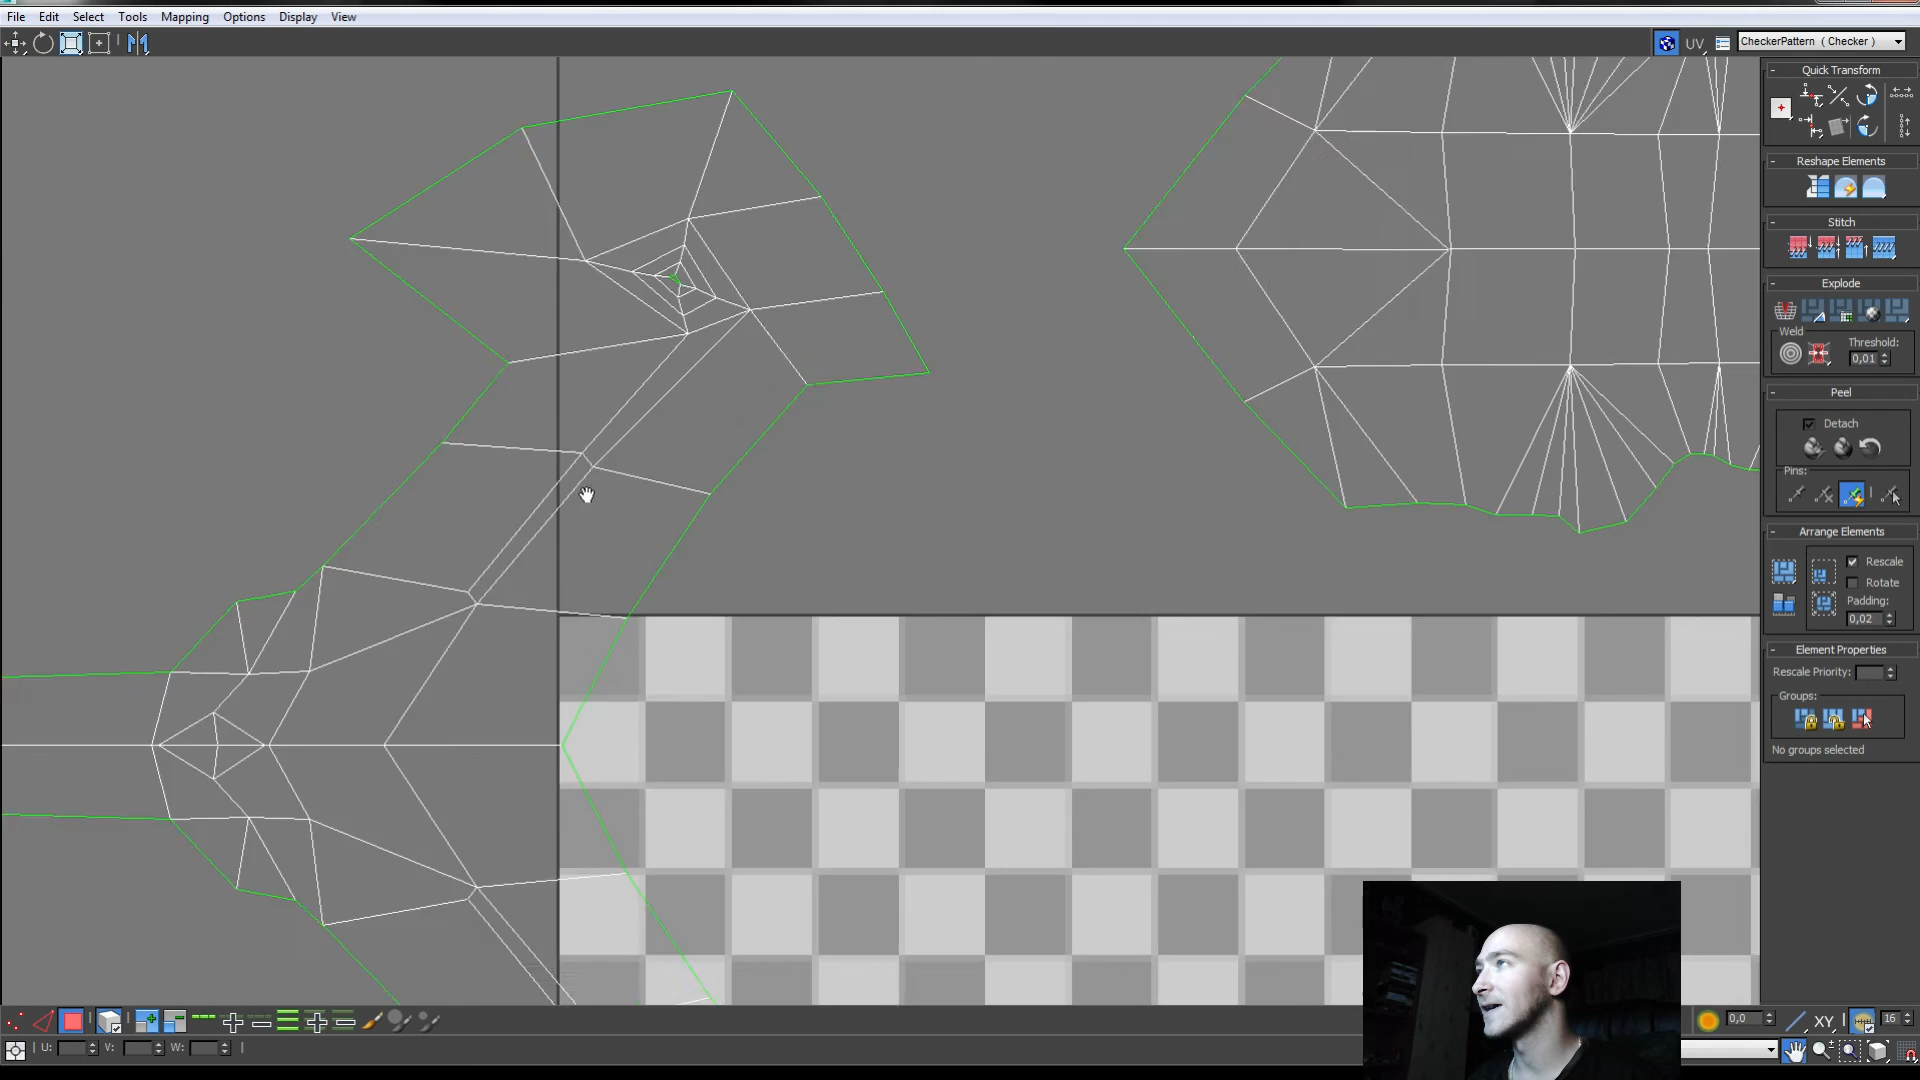 File Edit Select Tools Mapping Options Display View
UV CheckerPattern ( Checker )
Quick Transform
Reshape Elements
Stitch
Explode
Weld
Threshold:
0,01
Peel
Detach
Pins:
Arrange Elements
Rescale
Rotate
Padding:
0,02
Element Properties
Rescale Priority:
Groups:
No groups selected
0,0 XY 16
U: V: W: